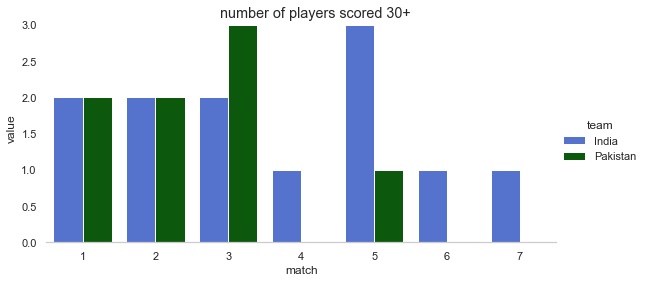 number of players scored 30+
3.0
2.5
2.0
1.5
1.0
0.5
0.0
value
1 2 3 4 5 6 7
match
team
India
Pakistan